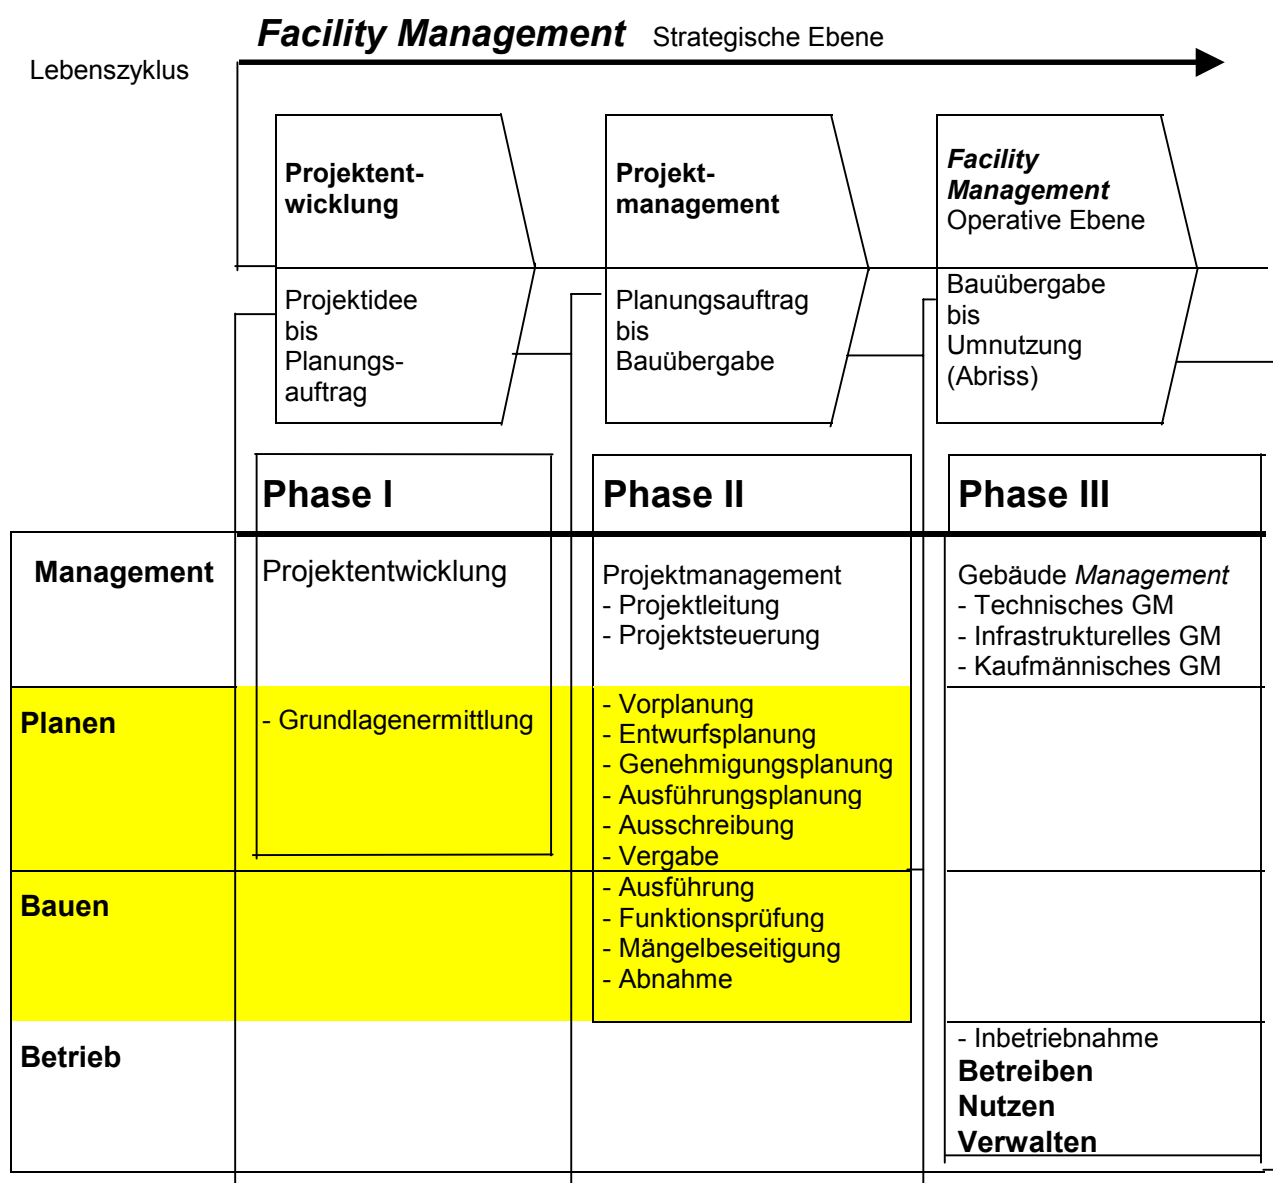 Facility Management Strategische Ebene
Lebenszyklus
Projektent-
wicklung
Projekt-
management
Facility
Management
Operative Ebene
Projektidee
bis
Planungs-
auftrag
Planungsauftrag
bis
Bauübergabe
Bauübergabe
bis
Umnutzung
(Abriss)
Phase I
Phase II
Phase III
Management
Projektentwicklung
Projektmanagement
- Projektleitung
- Projektsteuerung
Gebäude Management
- Technisches GM
- Infrastrukturelles GM
- Kaufmännisches GM
Planen
- Grundlagenermittlung
- Vorplanung
- Entwurfsplanung
- Genehmigungsplanung
- Ausführungsplanung
- Ausschreibung
- Vergabe
Bauen
- Ausführung
- Funktionsprüfung
- Mängelbeseitigung
- Abnahme
Betrieb
- Inbetriebnahme
Betreiben
Nutzen
Verwalten